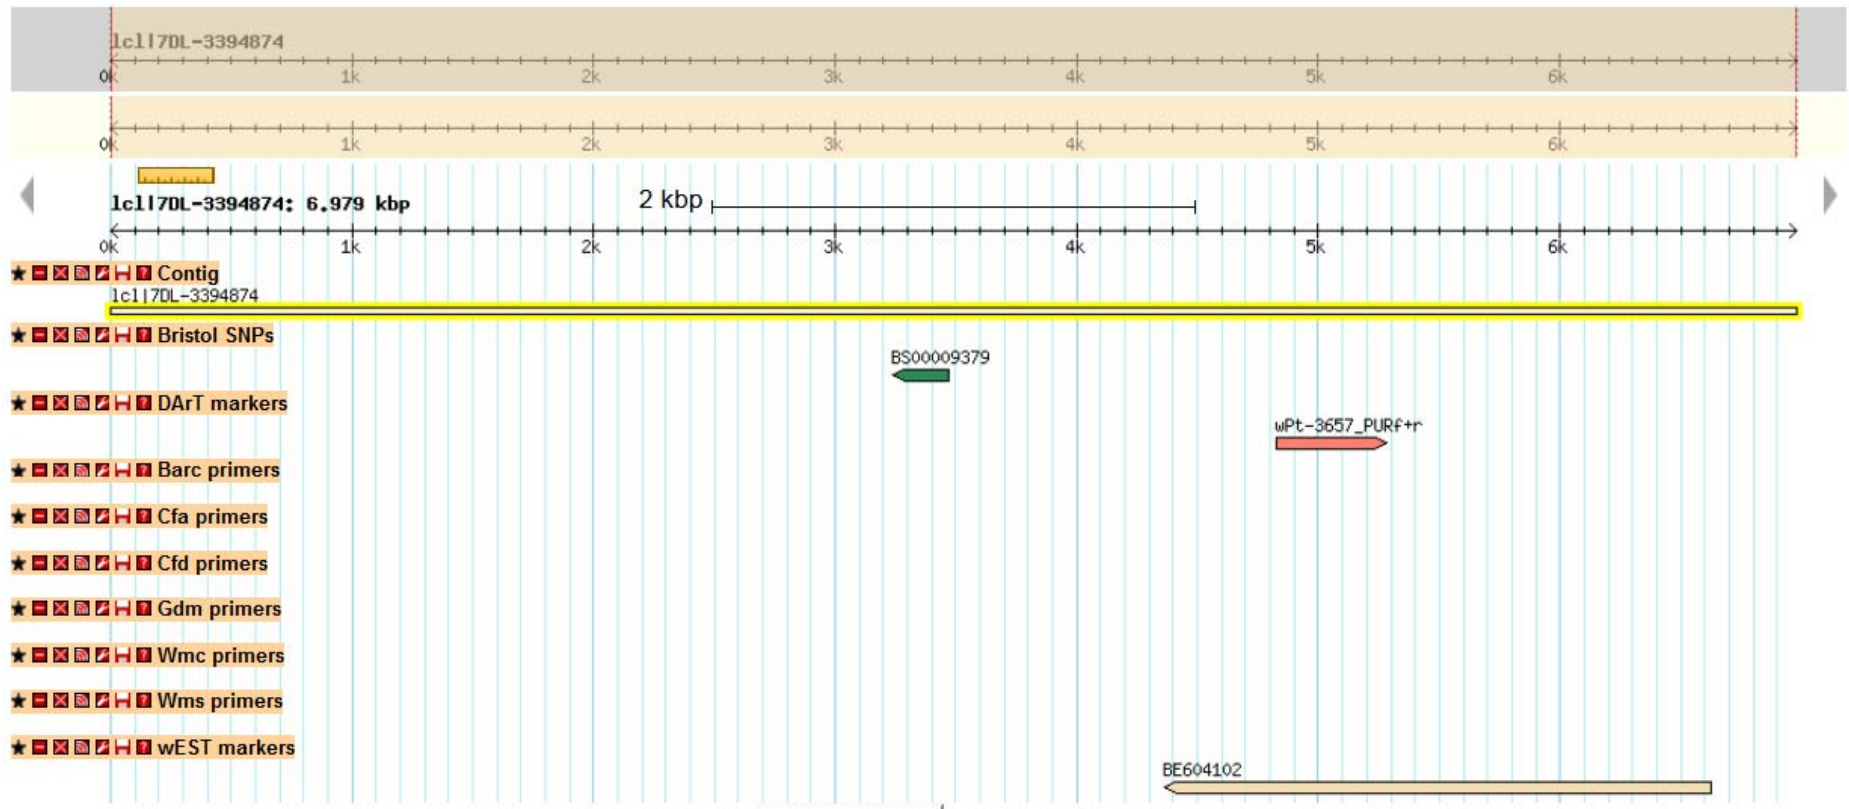 lcl|7DL-3394874
0k 1k 2k 3k 4k 5k 6k
0k 1k 2k 3k 4k 5k 6k
lcl|7DL-3394874: 6.979 kbp 2 kbp
0k 1k 2k 3k 4k 5k 6k
Contig
lcl|7DL-3394874
Bristol SNPs
BS00009379
DArT markers
wPt-3657_PURf+r
Barc primers
Cfa primers
Cfd primers
Gdm primers
Wmc primers
Wms primers
wEST markers
BE604102